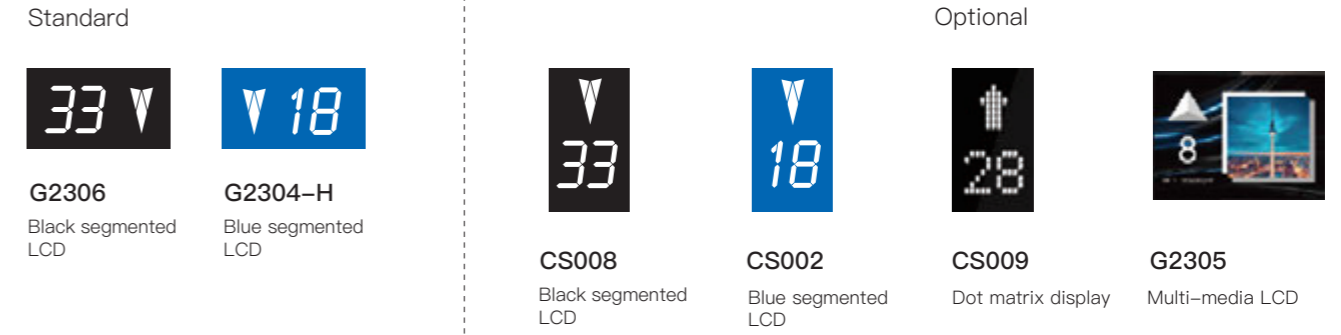 Standard
Optional
33
18
33
18
28
8
G2306
G2304-H
Black segmented
LCD
Blue segmented
LCD
CS008
CS002
CS009
G2305
Black segmented
LCD
Blue segmented
LCD
Dot matrix display
Multi-media LCD